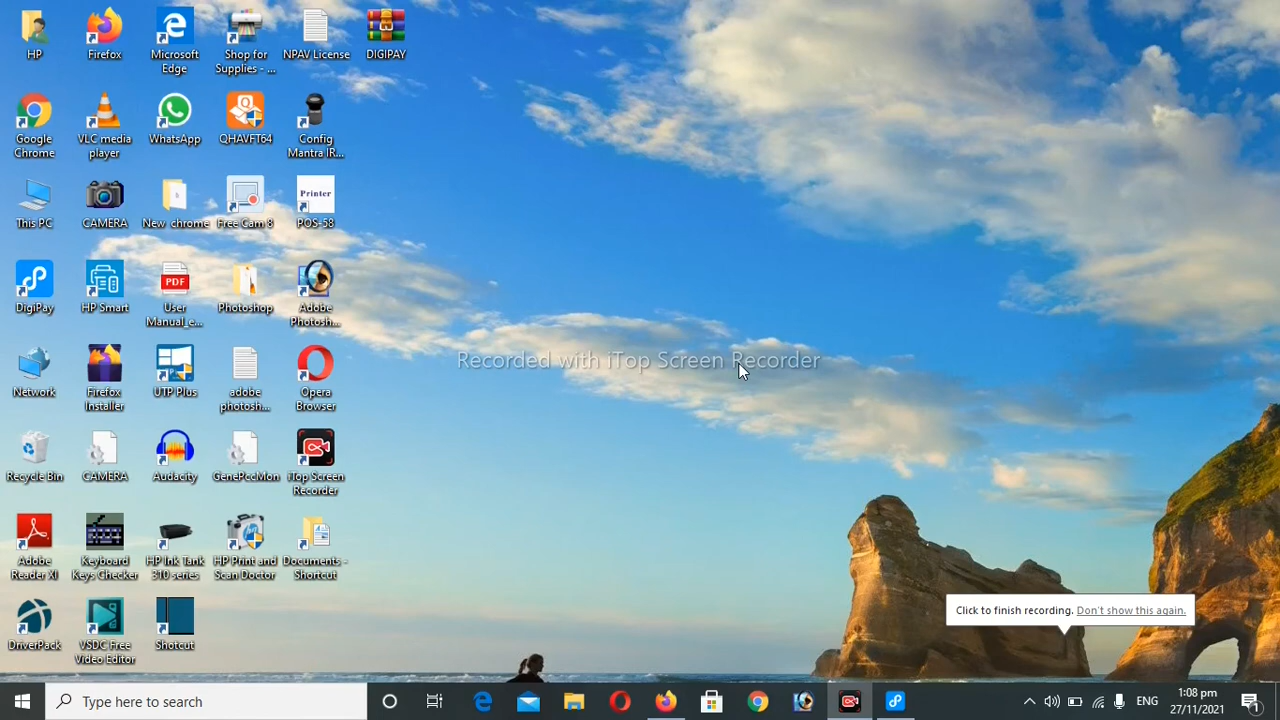 HP
Firefox
Microsoft
Edge
Shop for
Supplies - ...
NPAV License
DIGIPAY
Google
Chrome
VLC media
player
WhatsApp
QHAVFT64
Config
Mantra IR...
This PC
CAMERA
New chrome
Free Cam 8
Printer
POS-58
DigiPay
HP Smart
PDF
User
Manual_e...
Photoshop
Adobe
Photosh...
Recorded with iTop Screen Recorder
Network
Firefox
Installer
UTP Plus
adobe
photosh...
Opera
Browser
Recycle Bin
CAMERA
Audacity
GenePccMon
iTop Screen
Recorder
Adobe
Reader XI
Keyboard
Keys Checker
HP Ink Tank
310 series
HP Print and
Scan Doctor
Documents -
Shortcut
DriverPack
VSDC Free
Video Editor
Shotcut
Click to finish recording. Don't show this again.
Type here to search
ENG
1:08 pm
27/11/2021
1